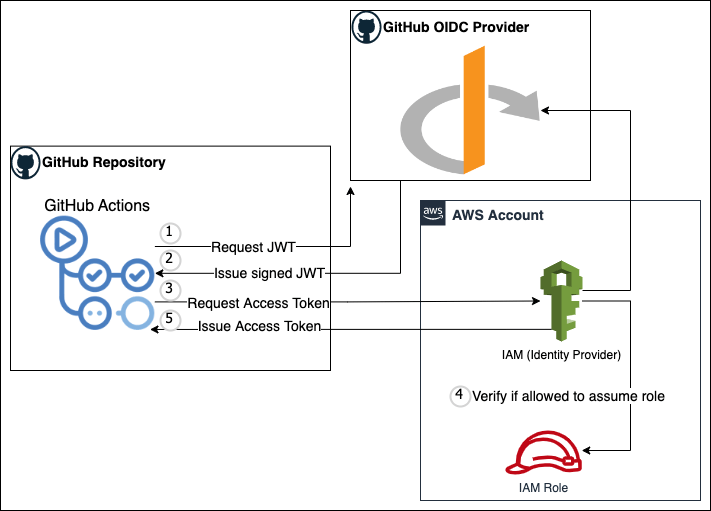 GitHub OIDC Provider
GitHub Repository
GitHub Actions
1
Request JWT
2
Issue signed JWT
3
Request Access Token
5
Issue Access Token
aws
AWS Account
IAM (Identity Provider)
4
Verify if allowed to assume role
IAM Role